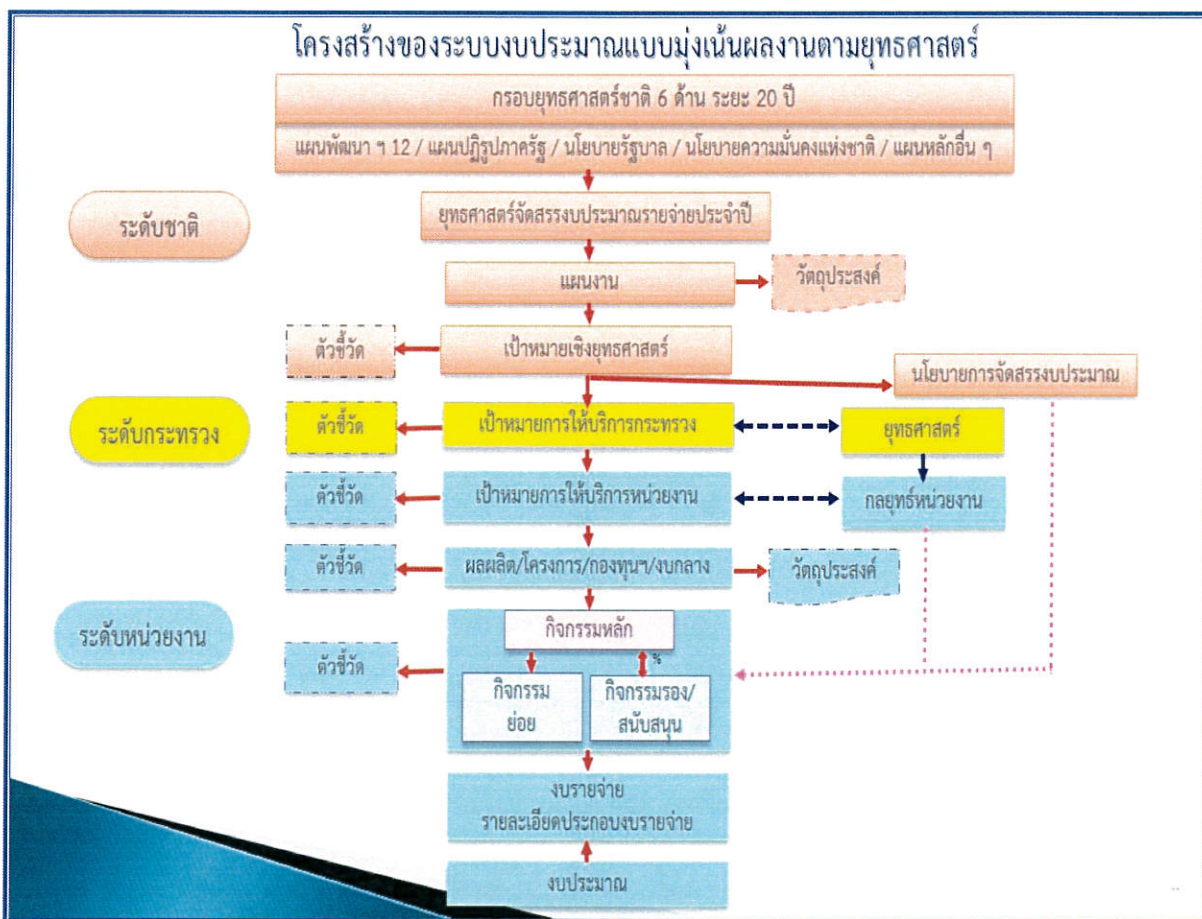 โครงสร้างของระบบงบประมาณแบบมุ่งเน้นผลงานตามยุทธศาสตร์
กรอบยุทธศาสตร์ชาติ 6 ด้าน ระยะ 20 ปี
แผนพัฒนา ฯ 12 / แผนปฏิรูปภาครัฐ / นโยบายรัฐบาล / นโยบายความมั่นคงแห่งชาติ / แผนหลักอื่น ๆ
ระดับชาติ
ยุทธศาสตร์จัดสรรงบประมาณรายจ่ายประจำปี
แผนงาน
วัตถุประสงค์
ตัวชี้วัด
เป้าหมายเชิงยุทธศาสตร์
นโยบายการจัดสรรงบประมาณ
ระดับกระทรวง
ตัวชี้วัด
เป้าหมายการให้บริการกระทรวง
ยุทธศาสตร์
ตัวชี้วัด
เป้าหมายการให้บริการหน่วยงาน
กลยุทธ์หน่วยงาน
ตัวชี้วัด
ผลผลิต/โครงการ/กองทุนฯ/งบกลาง
วัตถุประสงค์
ระดับหน่วยงาน
กิจกรรมหลัก
%
ตัวชี้วัด
กิจกรรม
ย่อย
กิจกรรมรอง/
สนับสนุน
งบรายจ่าย
รายละเอียดประกอบงบรายจ่าย
งบประมาณ